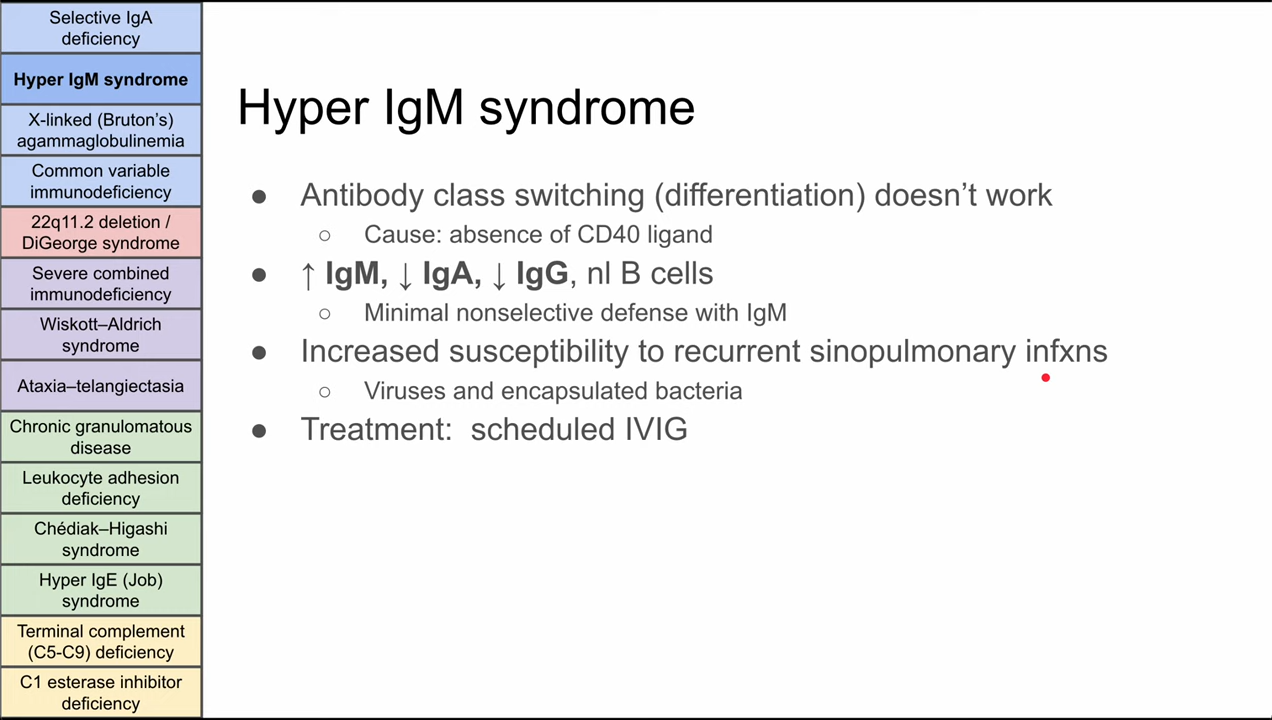 Selective IgA
deficiency
Hyper IgM syndrome
X-linked (Bruton's)
agammaglobulinemia
Common variable
immunodeficiency
22q11.2 deletion /
DiGeorge syndrome
Severe combined
immunodeficiency
Wiskott–Aldrich
syndrome
Ataxia–telangiectasia
Chronic granulomatous
disease
Leukocyte adhesion
deficiency
Chédiak–Higashi
syndrome
Hyper IgE (Job)
syndrome
Terminal complement
(C5-C9) deficiency
C1 esterase inhibitor
deficiency
Hyper IgM syndrome
● Antibody class switching (differentiation) doesn't work
○ Cause: absence of CD40 ligand
● ↑ IgM, ↓ IgA, ↓ IgG, nl B cells
○ Minimal nonselective defense with IgM
● Increased susceptibility to recurrent sinopulmonary infxns
○ Viruses and encapsulated bacteria
● Treatment: scheduled IVIG